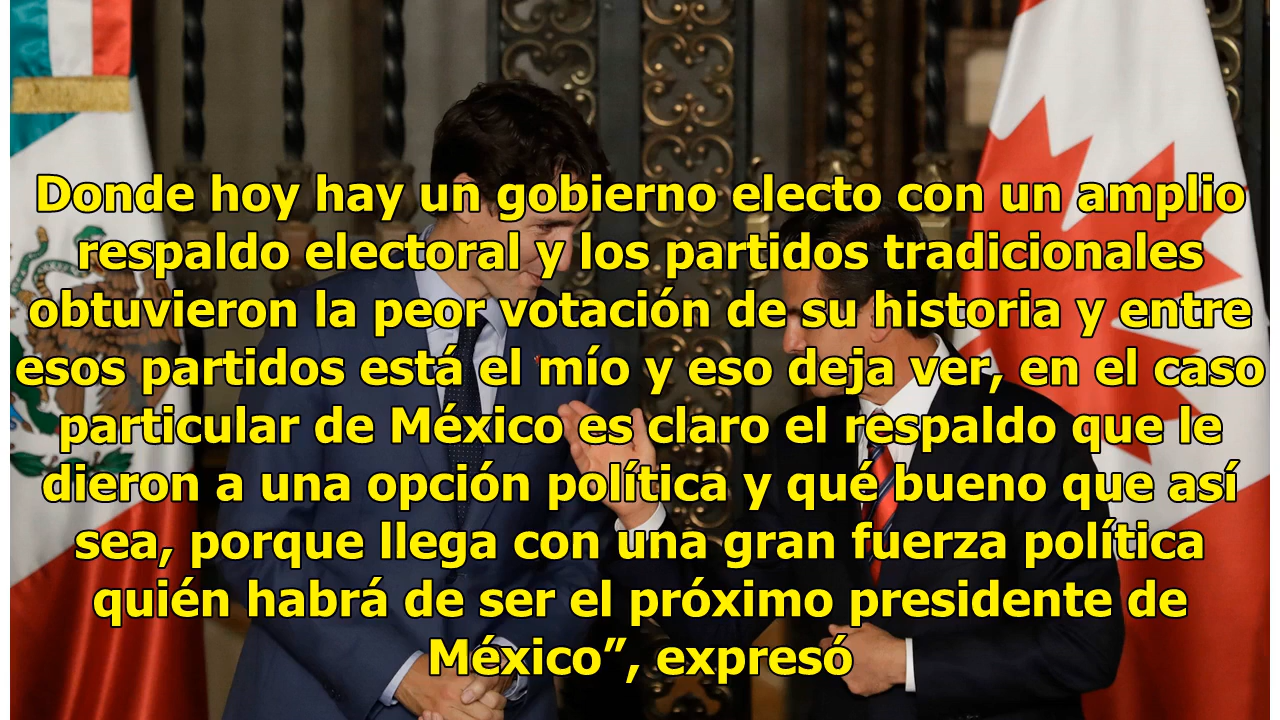 Donde hoy hay un gobierno electo con un amplio
respaldo electoral y los partidos tradicionales
obtuvieron la peor votación de su historia y entre
esos partidos está el mío y eso deja ver, en el caso
particular de México es claro el respaldo que le
dieron a una opción política y qué bueno que así
sea, porque llega con una gran fuerza política
quién habrá de ser el próximo presidente de
México”, expresó